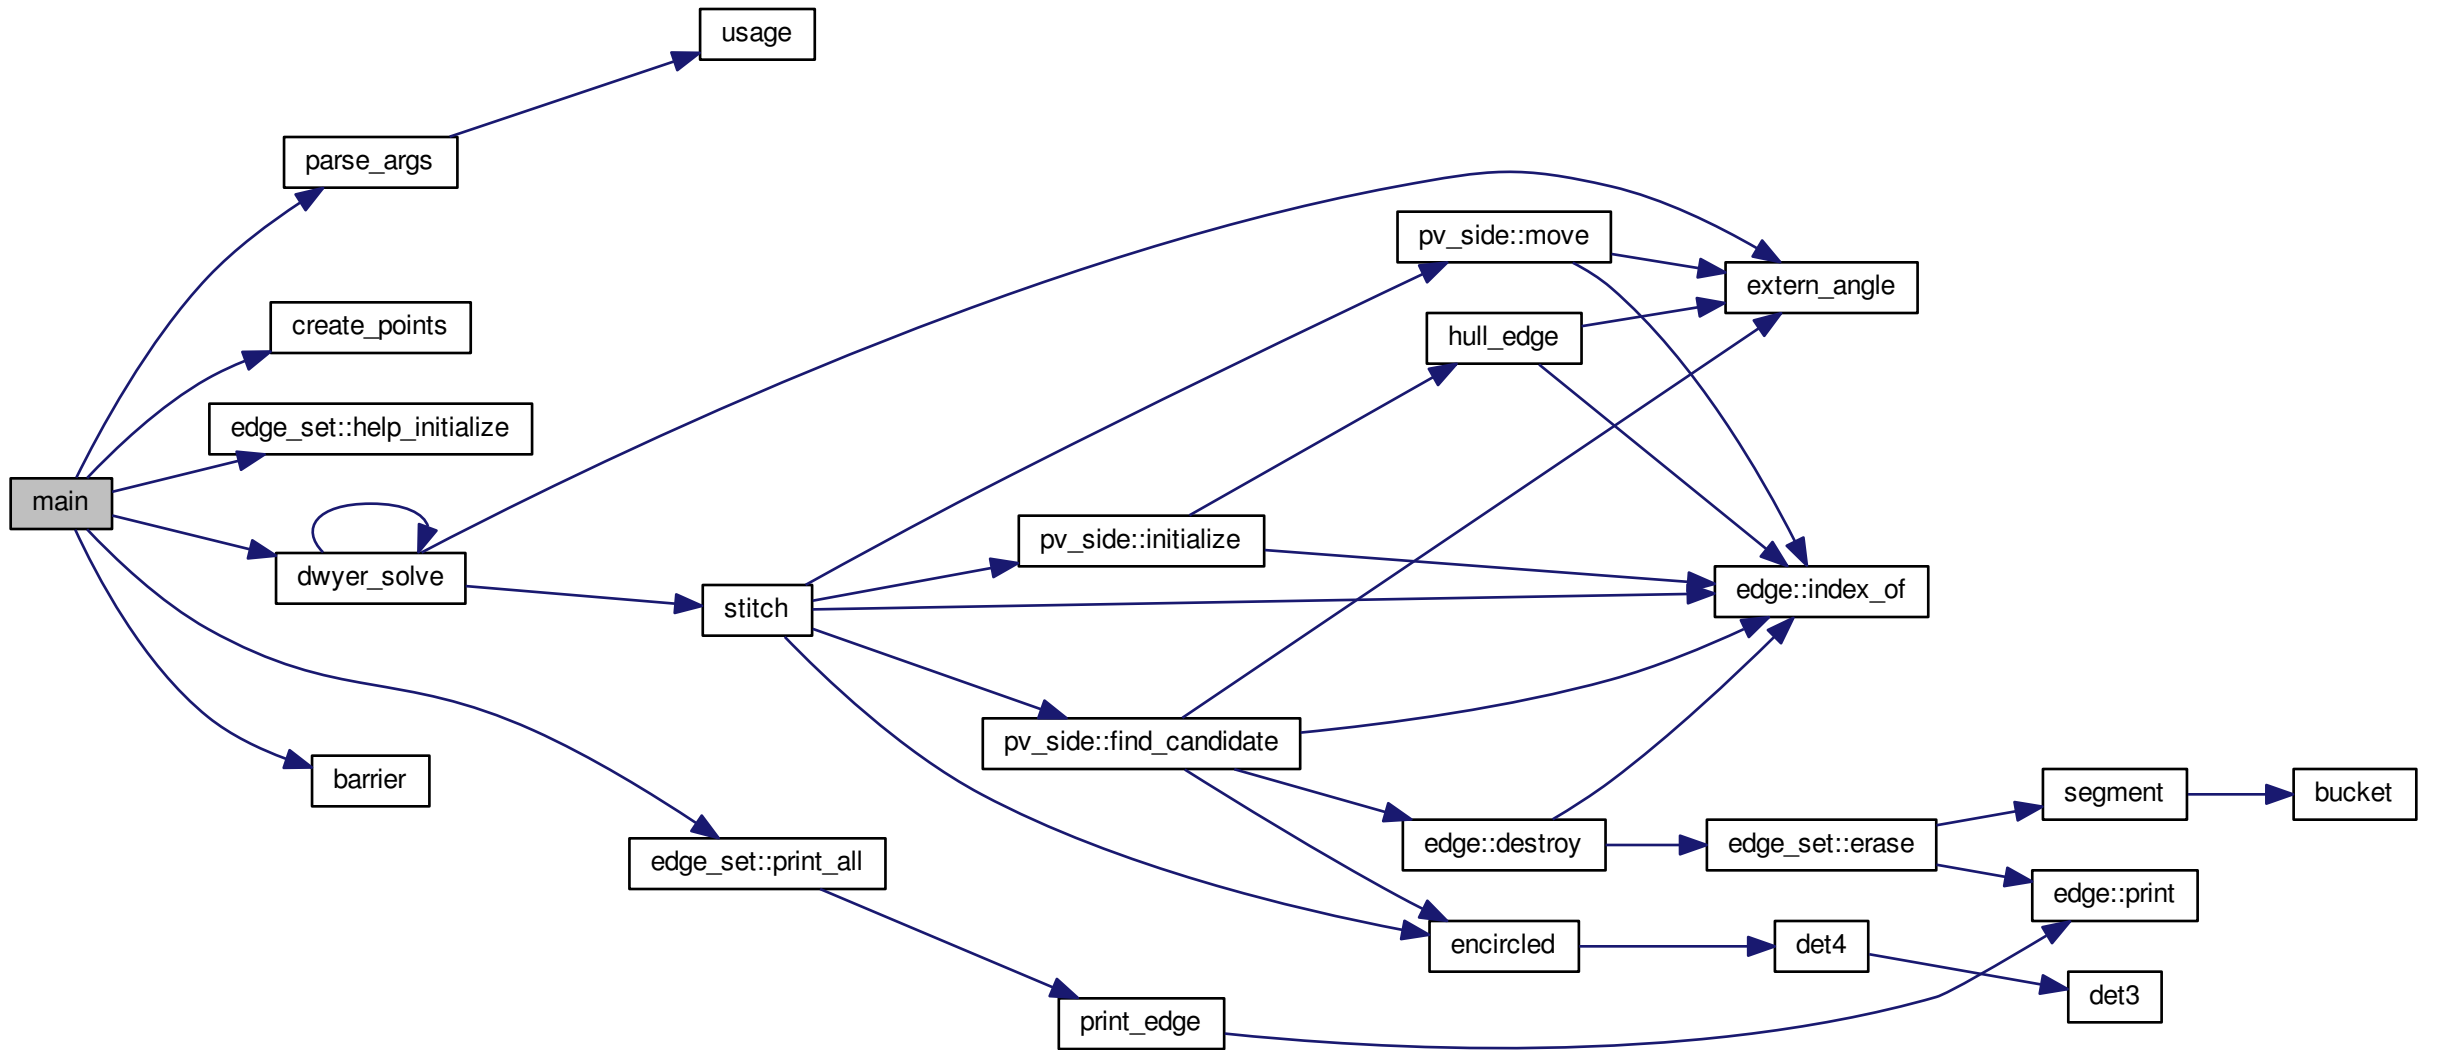 usage
parse_args
pv_side::move
extern_angle
create_points
hull_edge
edge_set::help_initialize
main
pv_side::initialize
dwyer_solve
edge::index_of
stitch
pv_side::find_candidate
barrier
segment
bucket
edge::destroy
edge_set::erase
edge_set::print_all
edge::print
encircled
det4
det3
print_edge